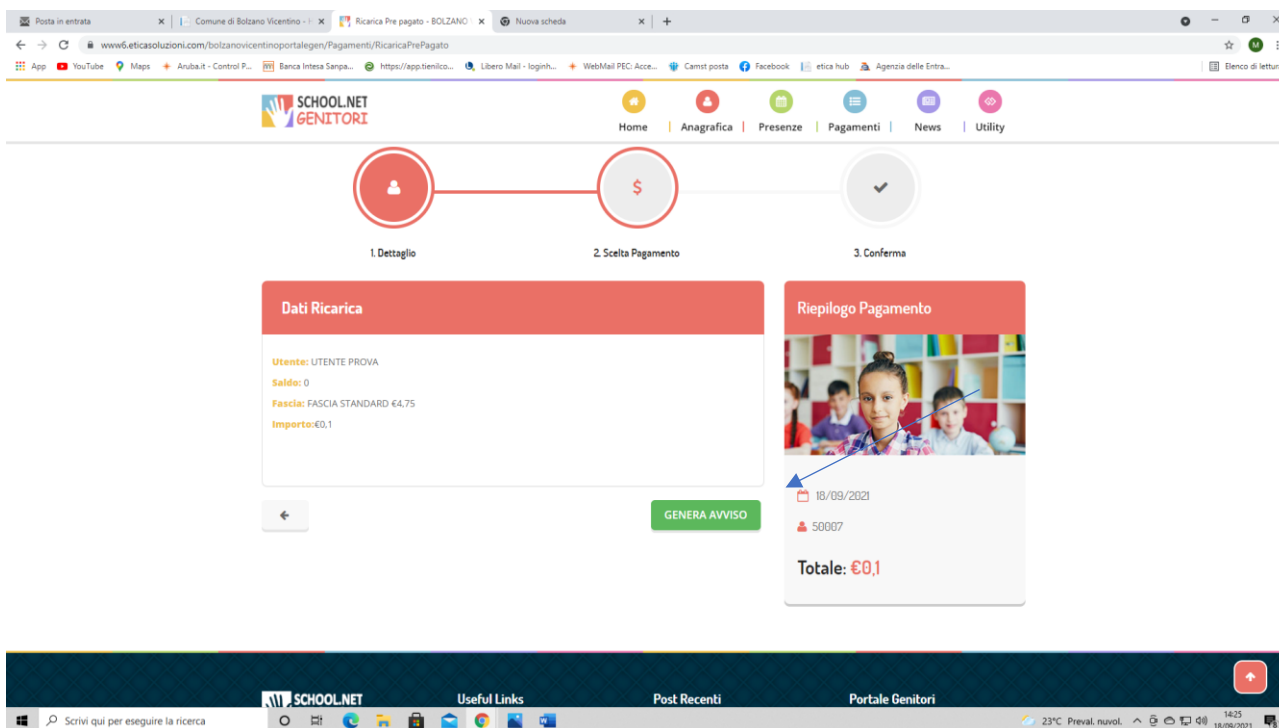 Posta in entrata
Comune di Bolzano Vicentino - H
Ricarica Pre pagato - BOLZANO
Nuova scheda
www6.eticasoluzioni.com/bolzanovicentinoportalegen/Pagamenti/RicaricaPrePagato
M
App
YouTube
Maps
Aruba.it - Control P...
Banca Intesa Sanpa...
https://app.tienilco...
Libero Mail - loginh...
WebMail PEC: Acce...
Camst posta
Facebook
etica hub
Agenzia delle Entra...
Elenco di lettur
SCHOOL.NET
GENITORI
Home
Anagrafica
Presenze
Pagamenti
News
Utility
$
1. Dettaglio
2. Scelta Pagamento
3. Conferma
Dati Ricarica
Utente: UTENTE PROVA
Saldo: 0
Fascia: FASCIA STANDARD €4,75
Importo:€0,1
GENERA AVVISO
Riepilogo Pagamento
18/09/2021
50007
Totale: €0,1
SCHOOL.NET
Useful Links
Post Recenti
Portale Genitori
Scrivi qui per eseguire la ricerca
23°C Preval. nuvol.
14:25
18/09/2021